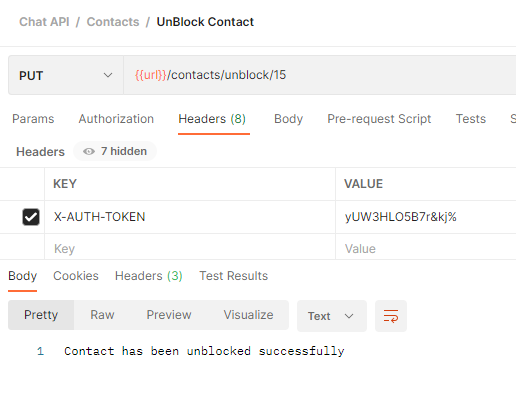 Chat API / Contacts / UnBlock Contact
PUT {{url}}/contacts/unblock/15
Params Authorization Headers (8) Body Pre-request Script Tests S
Headers 7 hidden
KEY VALUE
X-AUTH-TOKEN yUW3HLO5B7r&kj%
Key Value
Body Cookies Headers (3) Test Results
Pretty Raw Preview Visualize Text
1 Contact has been unblocked successfully